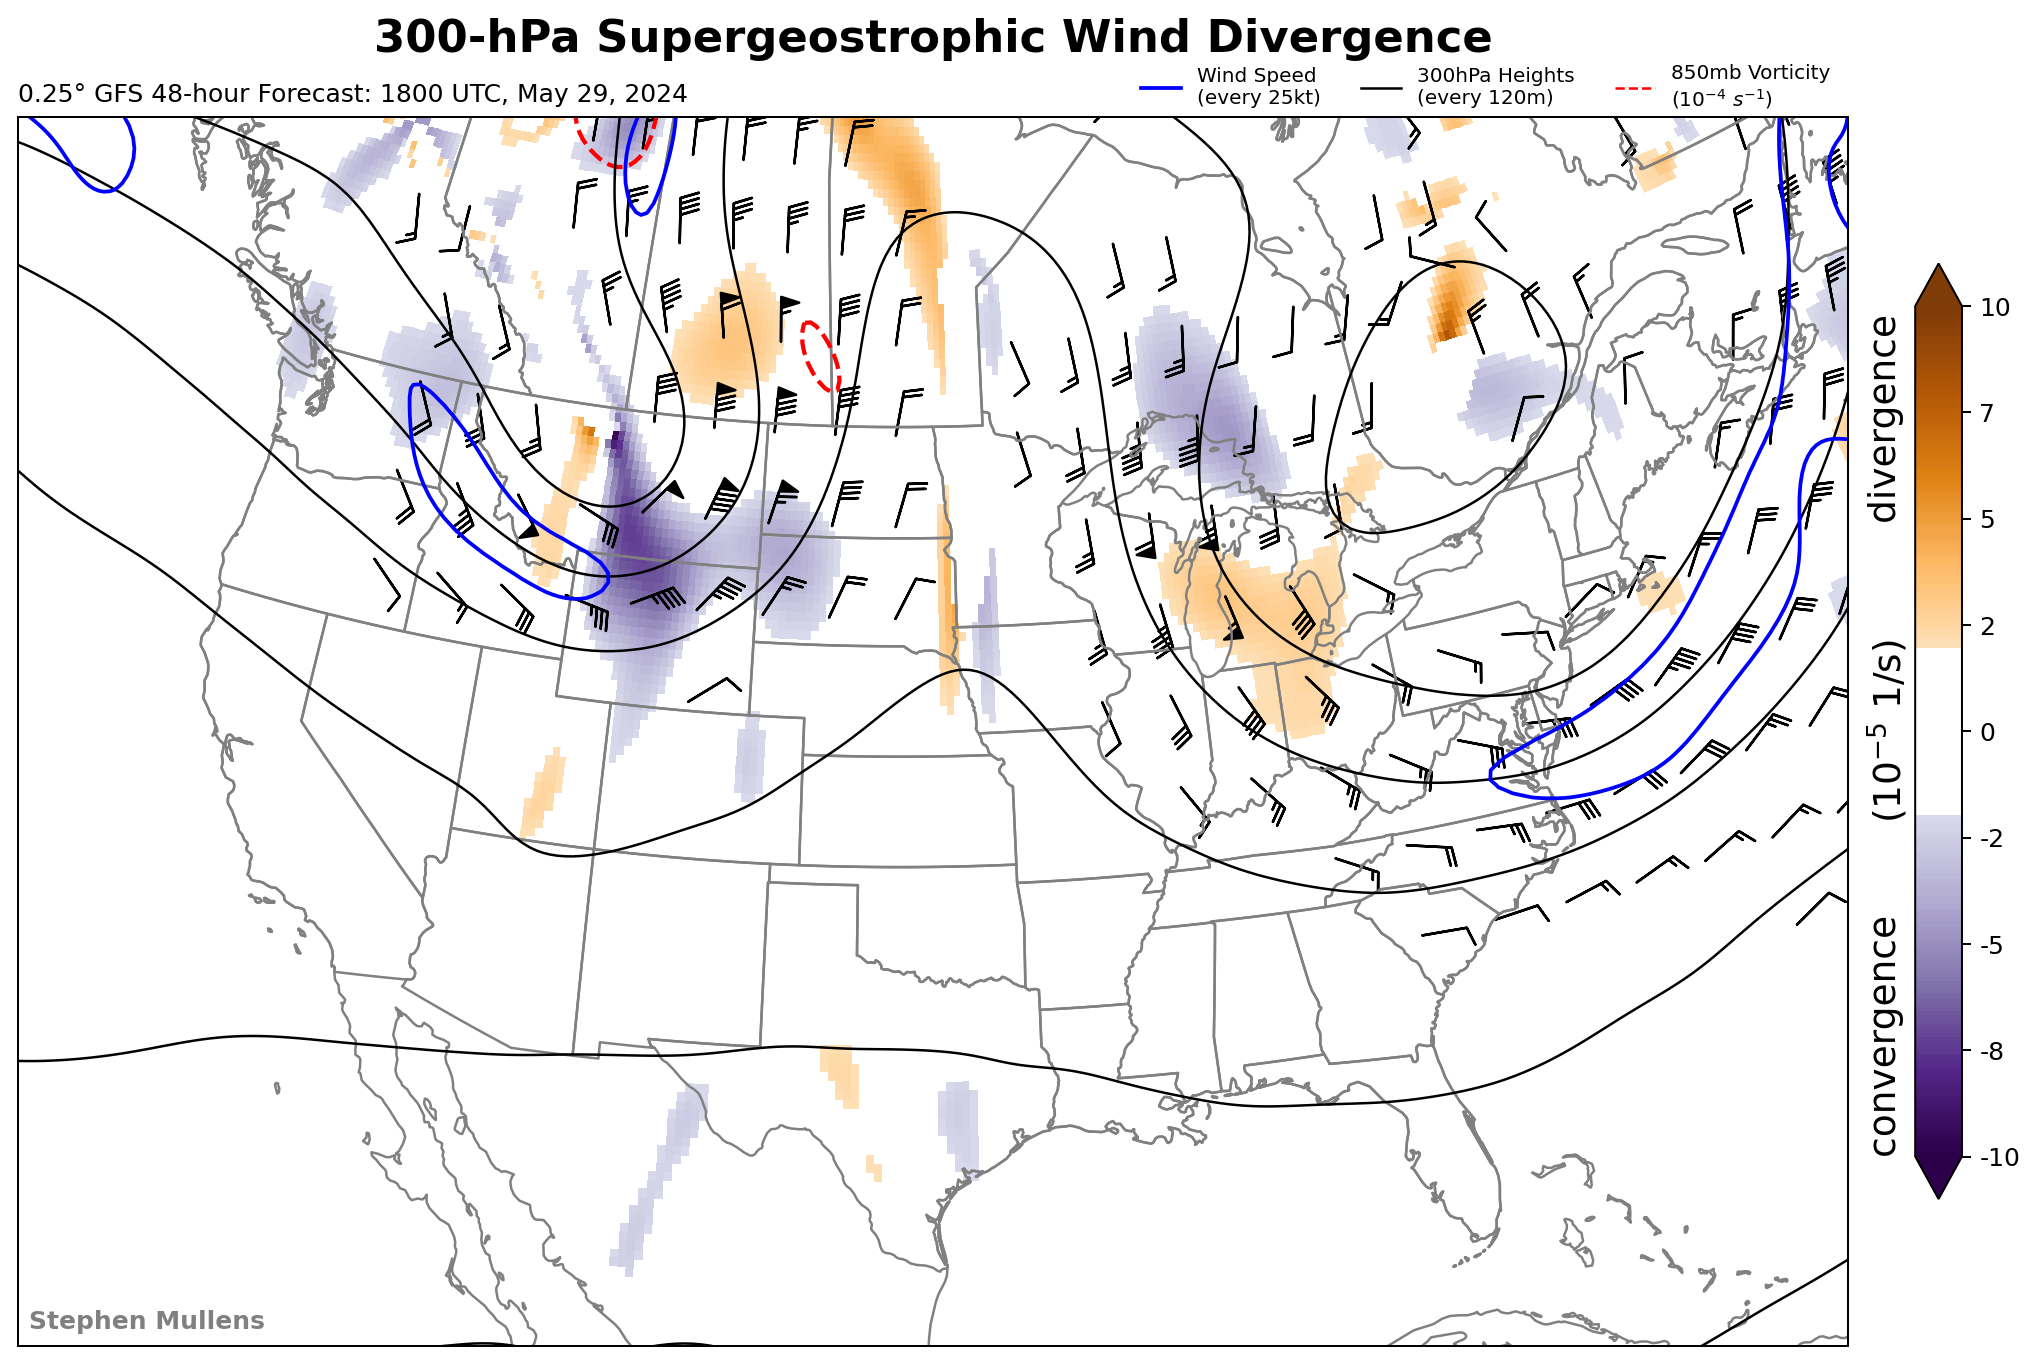 300-hPa Supergeostrophic Wind Divergence
0.25° GFS 48-hour Forecast: 1800 UTC, May 29, 2024
Wind Speed
(every 25kt)
300hPa Heights
(every 120m)
850mb Vorticity
(10⁻⁴ s⁻¹)
10
7
5
2
0
-2
-5
-8
-10
convergence (10⁻⁵ 1/s) divergence
Stephen Mullens